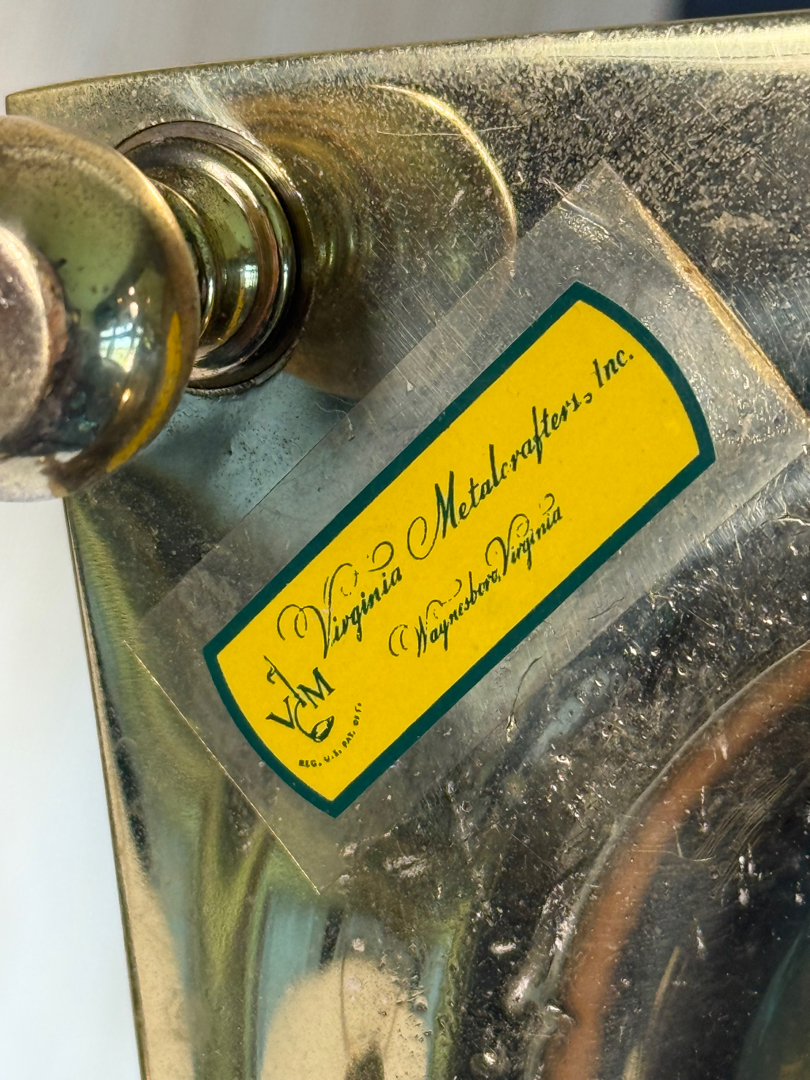 Virginia Metalcrafters, Inc.
Waynesboro, Virginia
VM
REG. U.S. PAT. OFF.